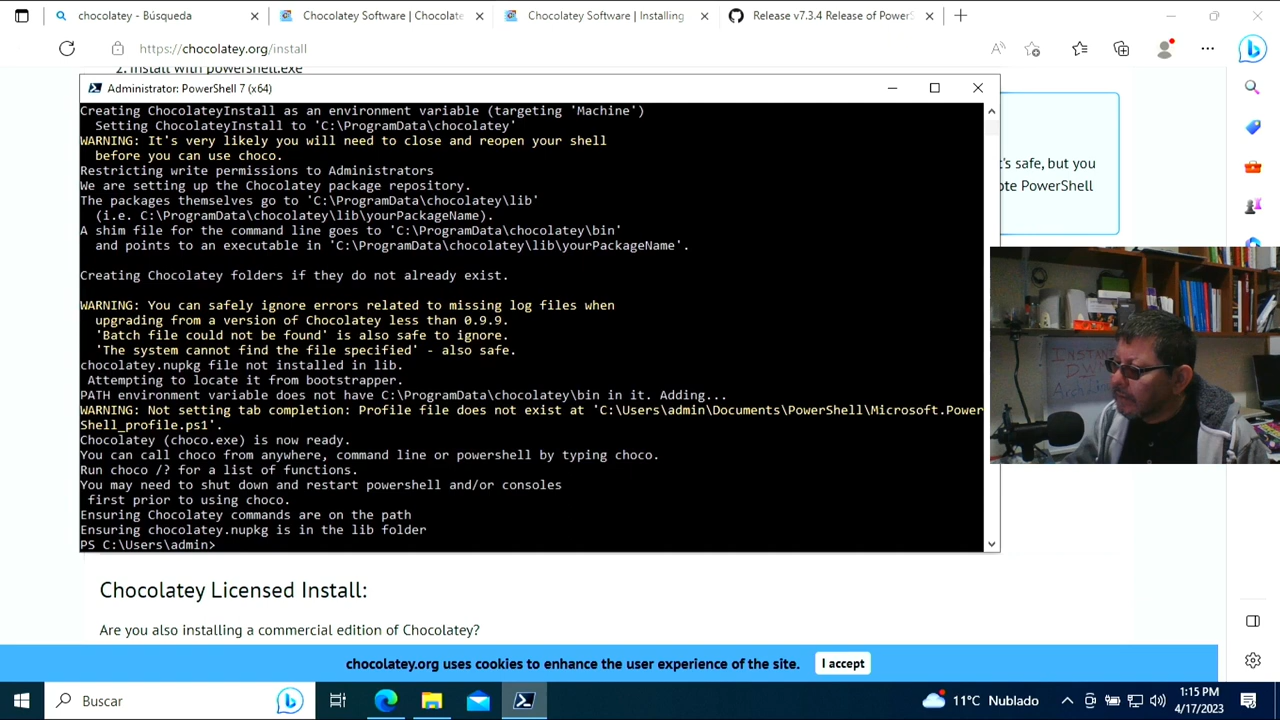 chocolatey - Búsqueda
Chocolatey Software | Chocolate
Chocolatey Software | Installing
Release v7.3.4 Release of PowerS
https://chocolatey.org/install
2. Install with powershell.exe
Administrator: PowerShell 7 (x64)
Creating ChocolateyInstall as an environment variable (targeting 'Machine')
Setting ChocolateyInstall to 'C:\ProgramData\chocolatey'
WARNING: It's very likely you will need to close and reopen your shell
before you can use choco.
Restricting write permissions to Administrators
We are setting up the Chocolatey package repository.
The packages themselves go to 'C:\ProgramData\chocolatey\lib'
(i.e. C:\ProgramData\chocolatey\lib\yourPackageName).
A shim file for the command line goes to 'C:\ProgramData\chocolatey\bin'
and points to an executable in 'C:\ProgramData\chocolatey\lib\yourPackageName'.
Creating Chocolatey folders if they do not already exist.
WARNING: You can safely ignore errors related to missing log files when
upgrading from a version of Chocolatey less than 0.9.9.
'Batch file could not be found' is also safe to ignore.
'The system cannot find the file specified' - also safe.
chocolatey.nupkg file not installed in lib.
Attempting to locate it from bootstrapper.
PATH environment variable does not have C:\ProgramData\chocolatey\bin in it. Adding...
WARNING: Not setting tab completion: Profile file does not exist at 'C:\Users\admin\Documents\PowerShell\Microsoft.Power
Shell_profile.ps1'.
Chocolatey (choco.exe) is now ready.
You can call choco from anywhere, command line or powershell by typing choco.
Run choco /? for a list of functions.
You may need to shut down and restart powershell and/or consoles
first prior to using choco.
Ensuring Chocolatey commands are on the path
Ensuring chocolatey.nupkg is in the lib folder
PS C:\Users\admin>
's safe, but you
ote PowerShell
Chocolatey Licensed Install:
Are you also installing a commercial edition of Chocolatey?
chocolatey.org uses cookies to enhance the user experience of the site.
I accept
Buscar
11°C Nublado
1:15 PM
4/17/2023